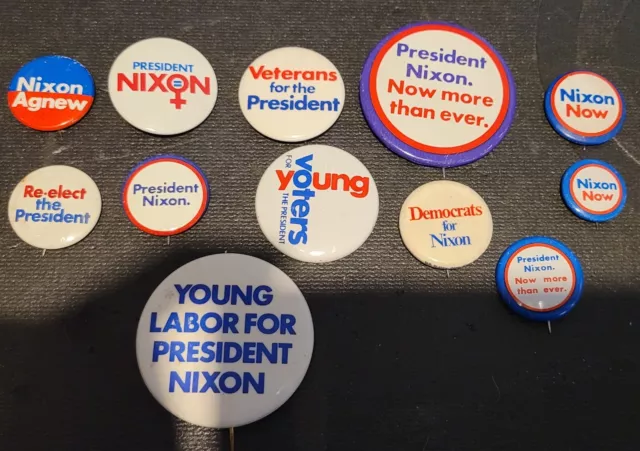 Nixon
Agnew
PRESIDENT
NIXON
=
Veterans
for the
President
President
Nixon.
Now more
than ever.
Nixon
Now
Re-elect
the
President
President
Nixon.
young
voters
FOR
THE PRESIDENT
Democrats
for
Nixon
Nixon
Now
President
Nixon.
Now more
than ever.
YOUNG
LABOR FOR
PRESIDENT
NIXON